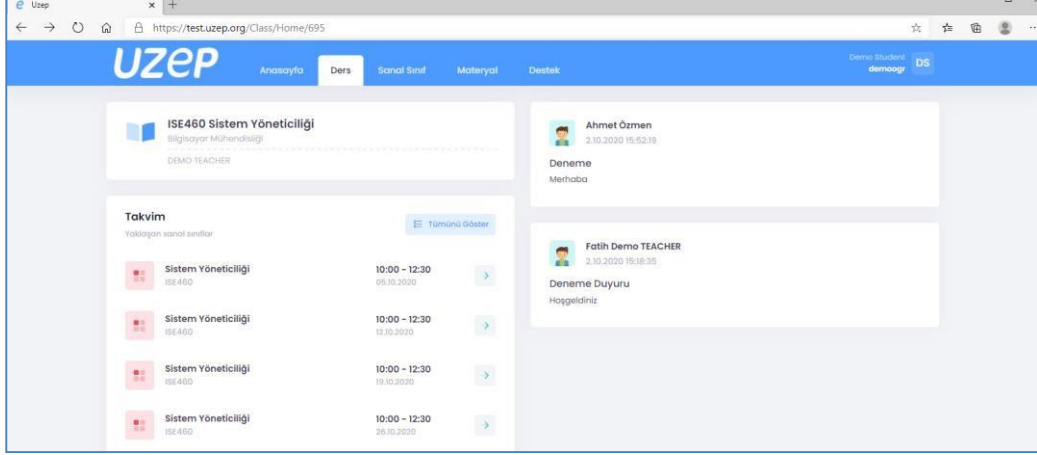 Uzep
https://test.uzep.org/Class/Home/695
uzep
Anasayfa Ders Sanal Sınıf Materyal Destek
Demo Student
demoogr
DS
ISE460 Sistem Yöneticiliği
Bilgisayar Mühendisliği
DEMO TEACHER
Takvim
Yaklaşan sanal sınıflar
Tümünü Göster
Sistem Yöneticiliği 10:00 - 12:30
ISE460 05.10.2020
Sistem Yöneticiliği 10:00 - 12:30
ISE460 12.10.2020
Sistem Yöneticiliği 10:00 - 12:30
ISE460 19.10.2020
Sistem Yöneticiliği 10:00 - 12:30
ISE460 26.10.2020
Ahmet Özmen
2.10.2020 15:52:19
Deneme
Merhaba
Fatih Demo TEACHER
2.10.2020 15:18:35
Deneme Duyuru
Hoşgeldiniz